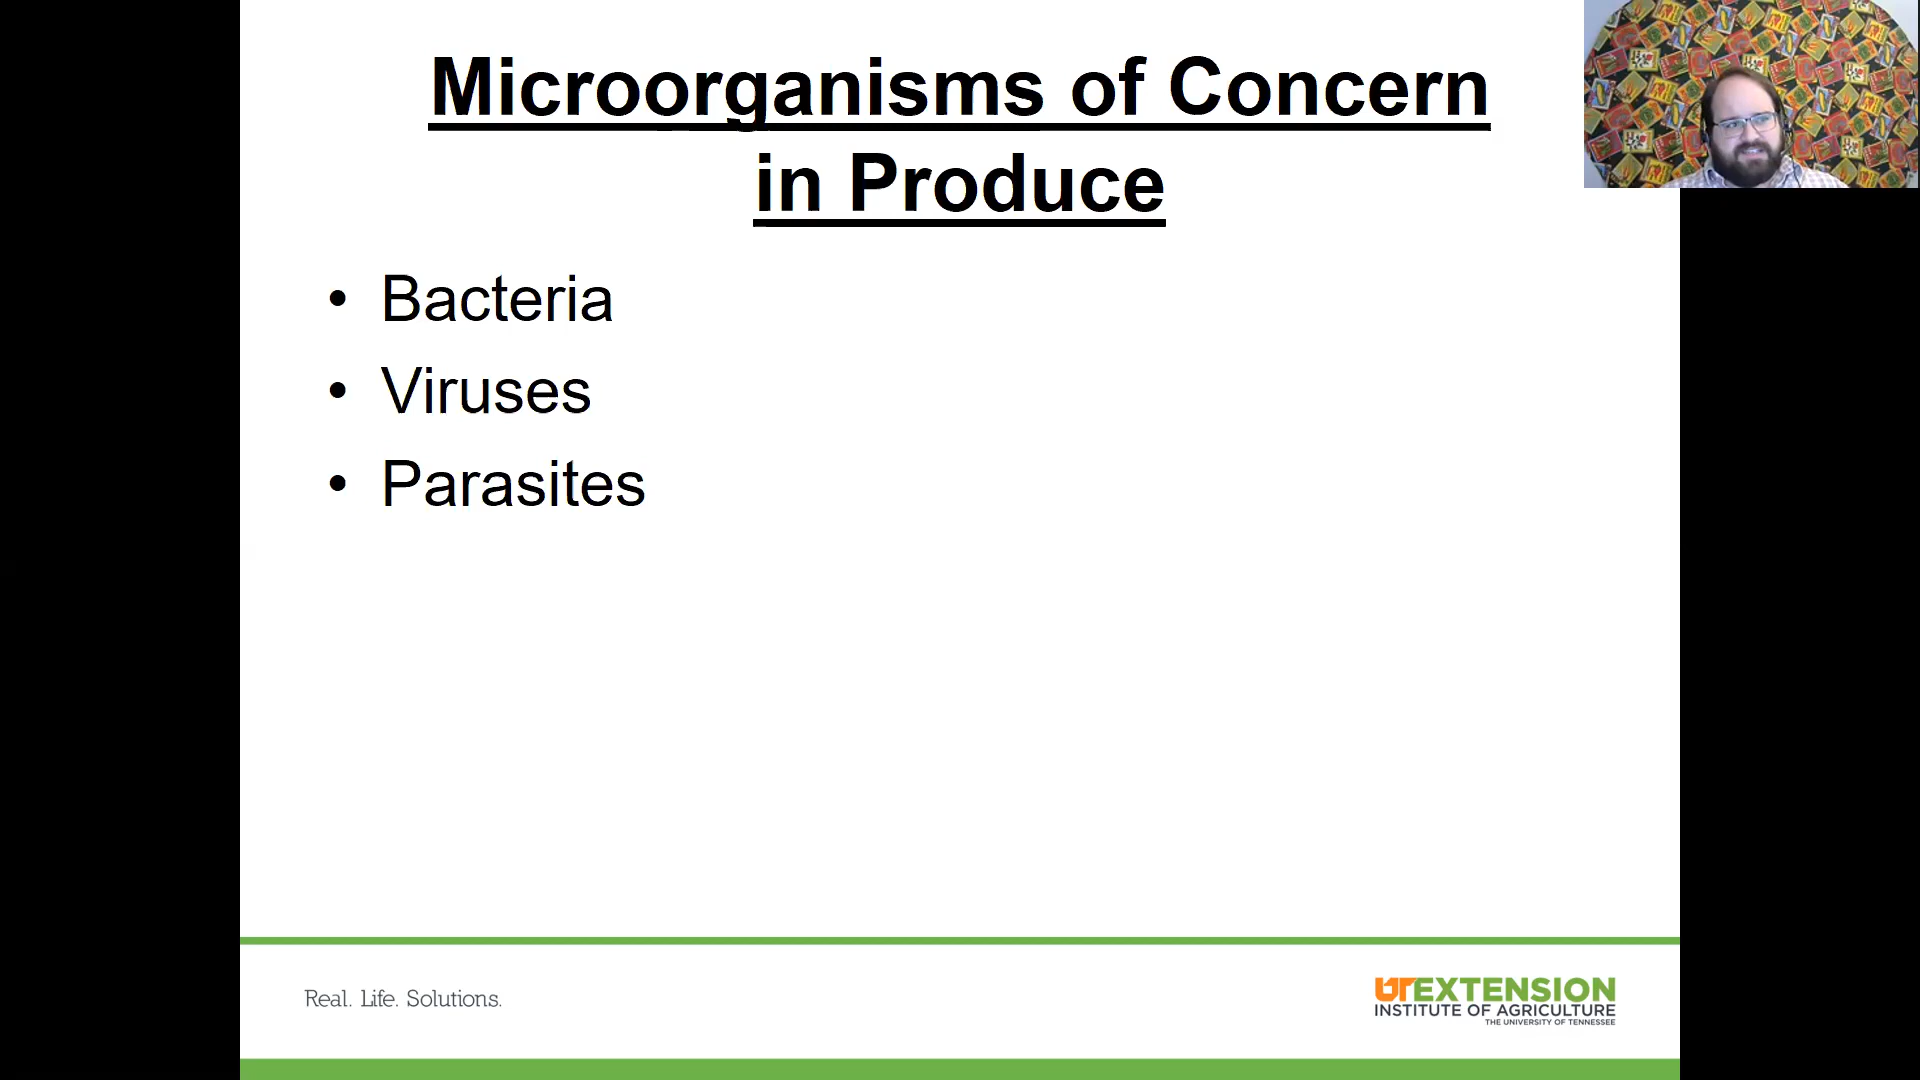 Microorganisms of Concern
in Produce
• Bacteria
• Viruses
• Parasites
Real. Life. Solutions.
UTEXTENSION
INSTITUTE OF AGRICULTURE
THE UNIVERSITY OF TENNESSEE